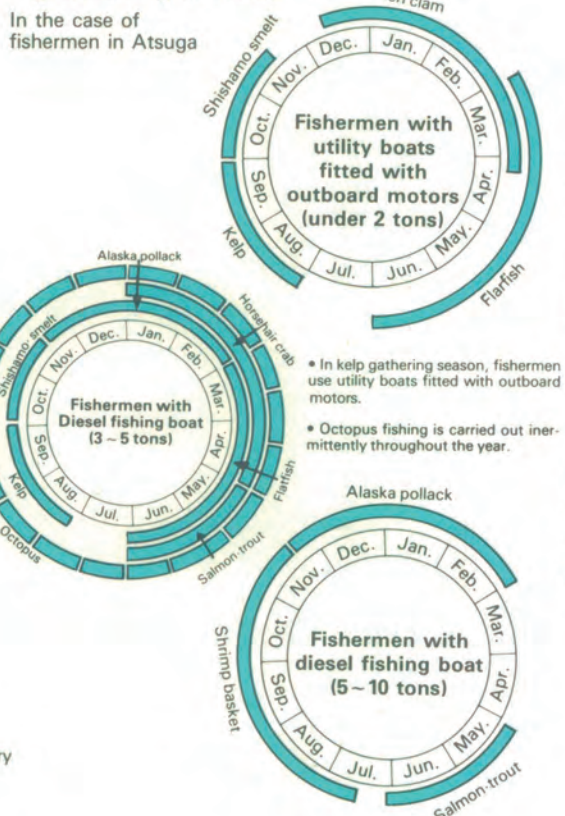 In the case of
fishermen in Atsuga
clam
Shishamo smelt
Kelp
Flarfish
Jan.
Feb.
Mar.
Apr.
May.
Jun.
Jul.
Aug.
Sep.
Oct.
Nov.
Dec.
Fishermen with
utility boats
fitted with
outboard motors
(under 2 tons)
Alaska pollack
Horsehair crab
Shishamo smelt
Flatfish
Kelp
Octopus
Salmon-trout
Jan.
Feb.
Mar.
Apr.
May.
Jun.
Jul.
Aug.
Sep.
Oct.
Nov.
Dec.
Fishermen with
Diesel fishing boat
(3~5 tons)
• In kelp gathering season, fishermen
use utility boats fitted with outboard
motors.
• Octopus fishing is carried out iner-
mittently throughout the year.
Alaska pollack
Shrimp basket
Salmon-trout
Jan.
Feb.
Mar.
Apr.
May.
Jun.
Jul.
Aug.
Sep.
Oct.
Nov.
Dec.
Fishermen with
diesel fishing boat
(5~10 tons)